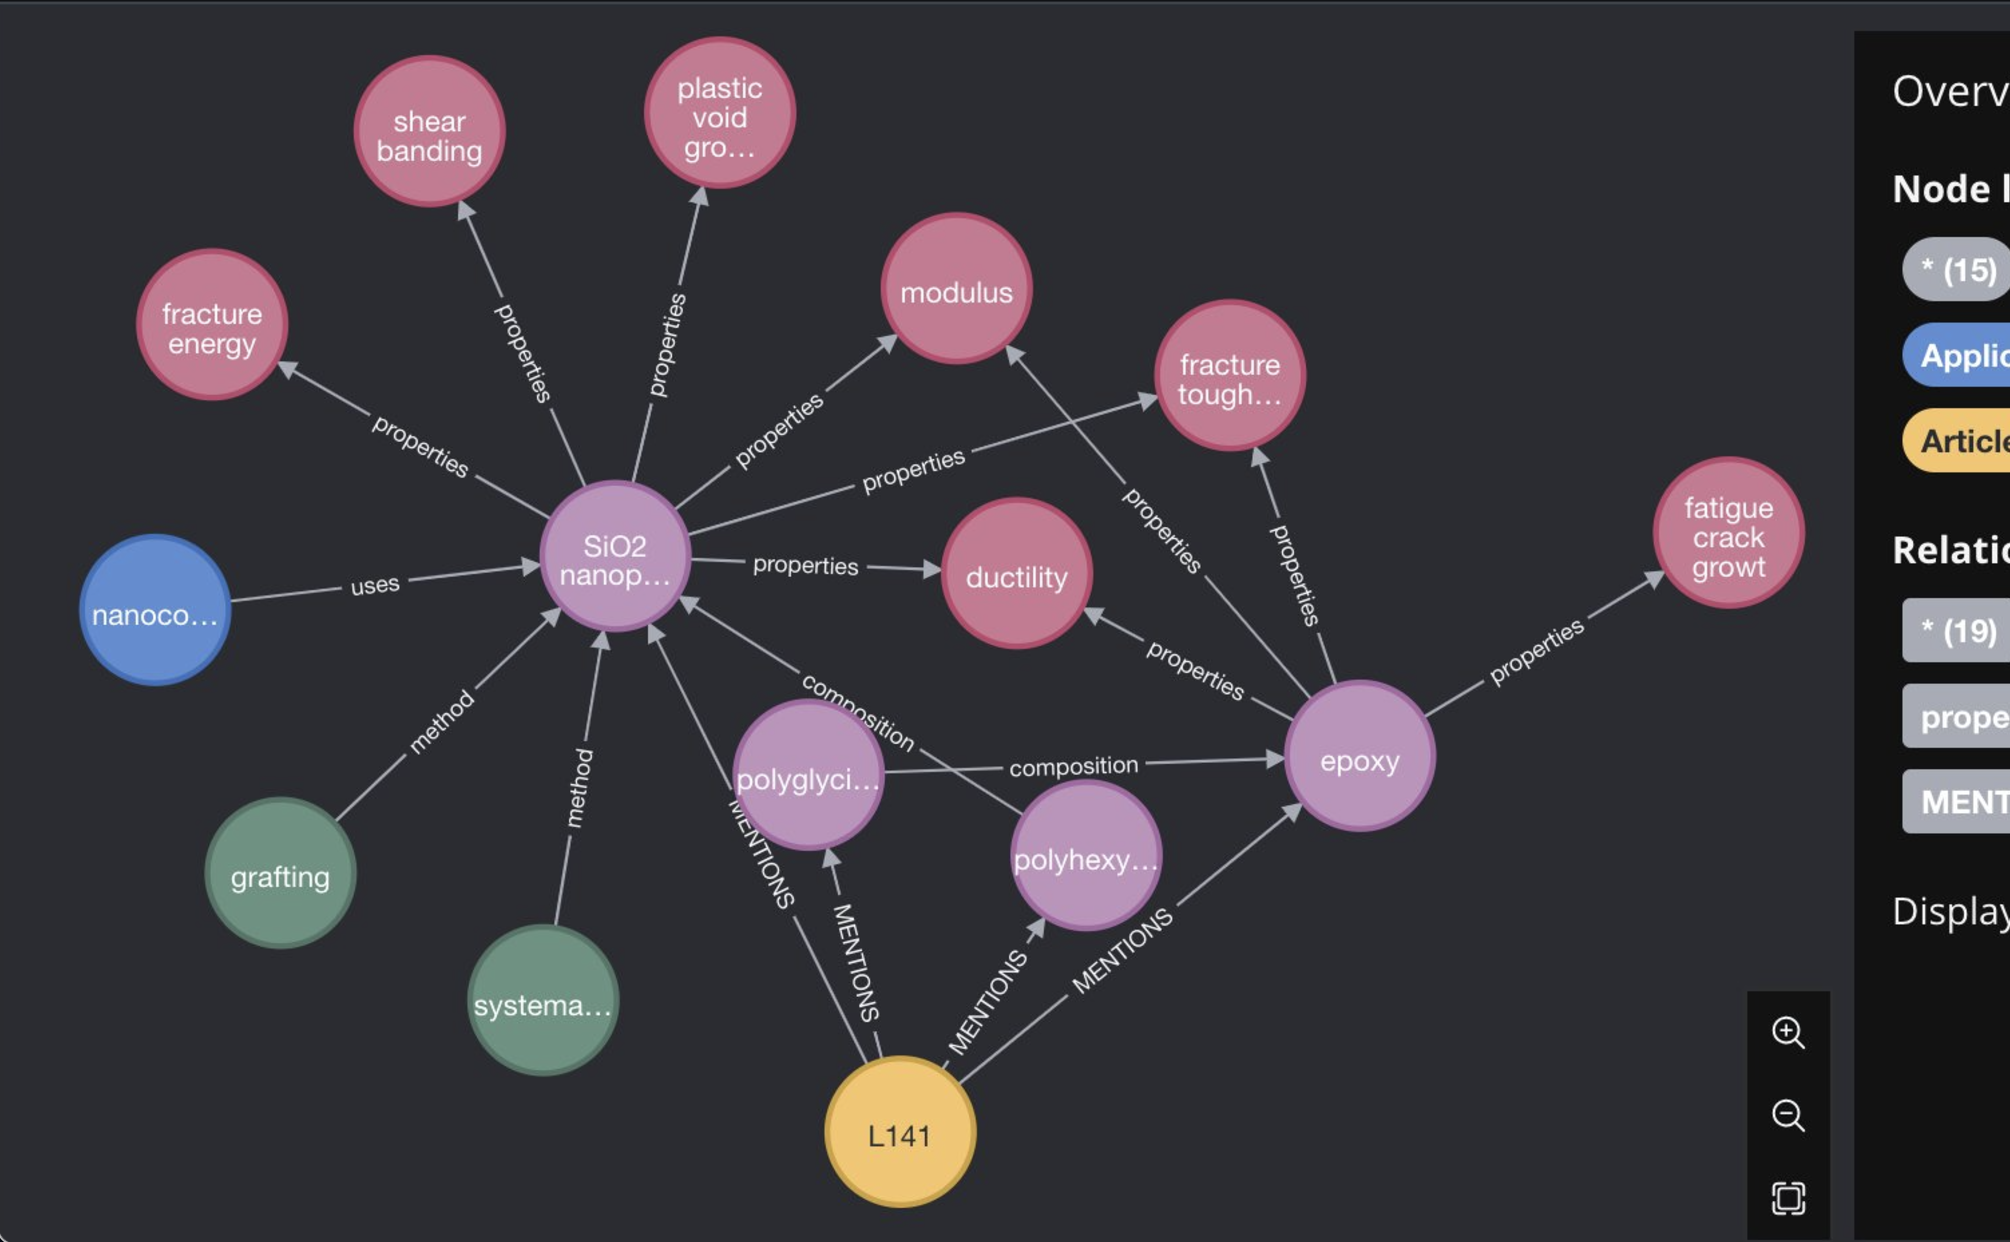 shear
banding
plastic
void
gro…
fracture
energy
modulus
fracture
tough…
fatigue
crack
growt
SiO2
nanop…
ductility
nanoco…
polyglyci…
epoxy
polyhexy…
grafting
systema…
L141
properties
properties
properties
properties
properties
properties
properties
properties
properties
properties
uses
method
method
composition
composition
MENTIONS
MENTIONS
MENTIONS
MENTIONS
Overv
Node l
* (15)
Applic
Article
Relatio
* (19)
prope
MENT
Display